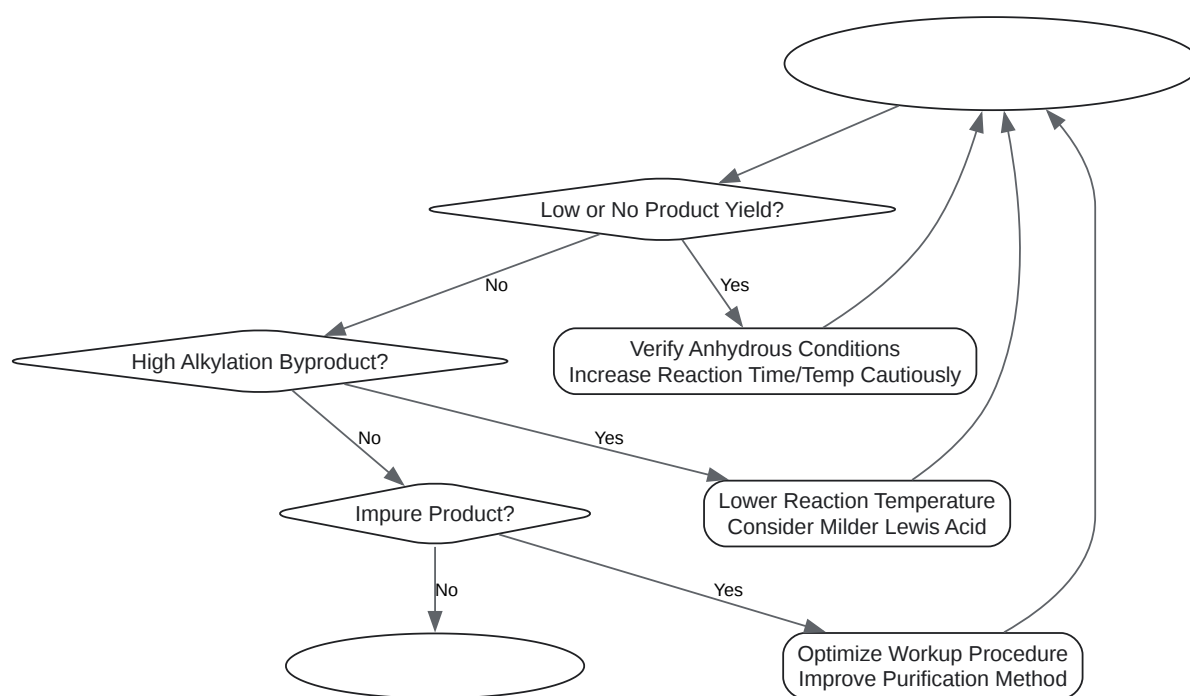 Low or No Product Yield?
No
Yes
Verify Anhydrous Conditions
Increase Reaction Time/Temp Cautiously
High Alkylation Byproduct?
No
Yes
Lower Reaction Temperature
Consider Milder Lewis Acid
Impure Product?
No
Yes
Optimize Workup Procedure
Improve Purification Method